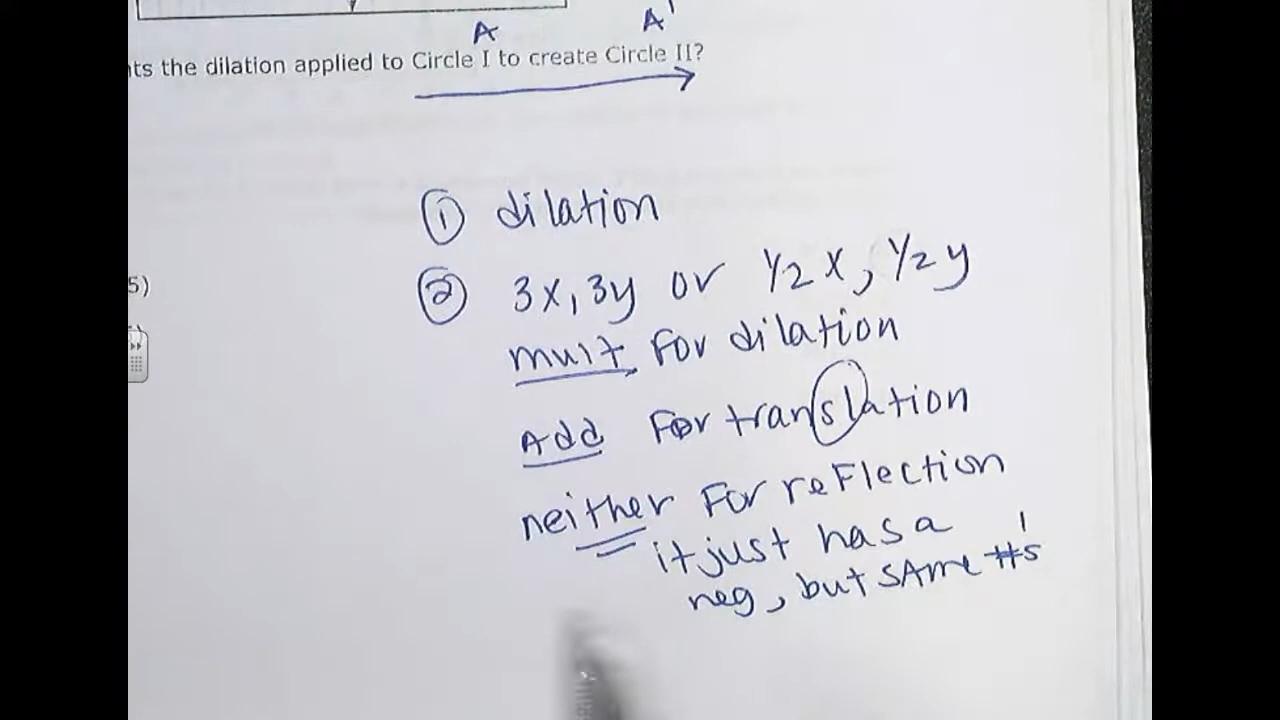 A A'
nts the dilation applied to Circle I to create Circle II?
① dilation
5)
② 3x, 3y or ½x, ½y
mult. for dilation
Add for translation
neither for reflection
it just has a
neg, but same #s